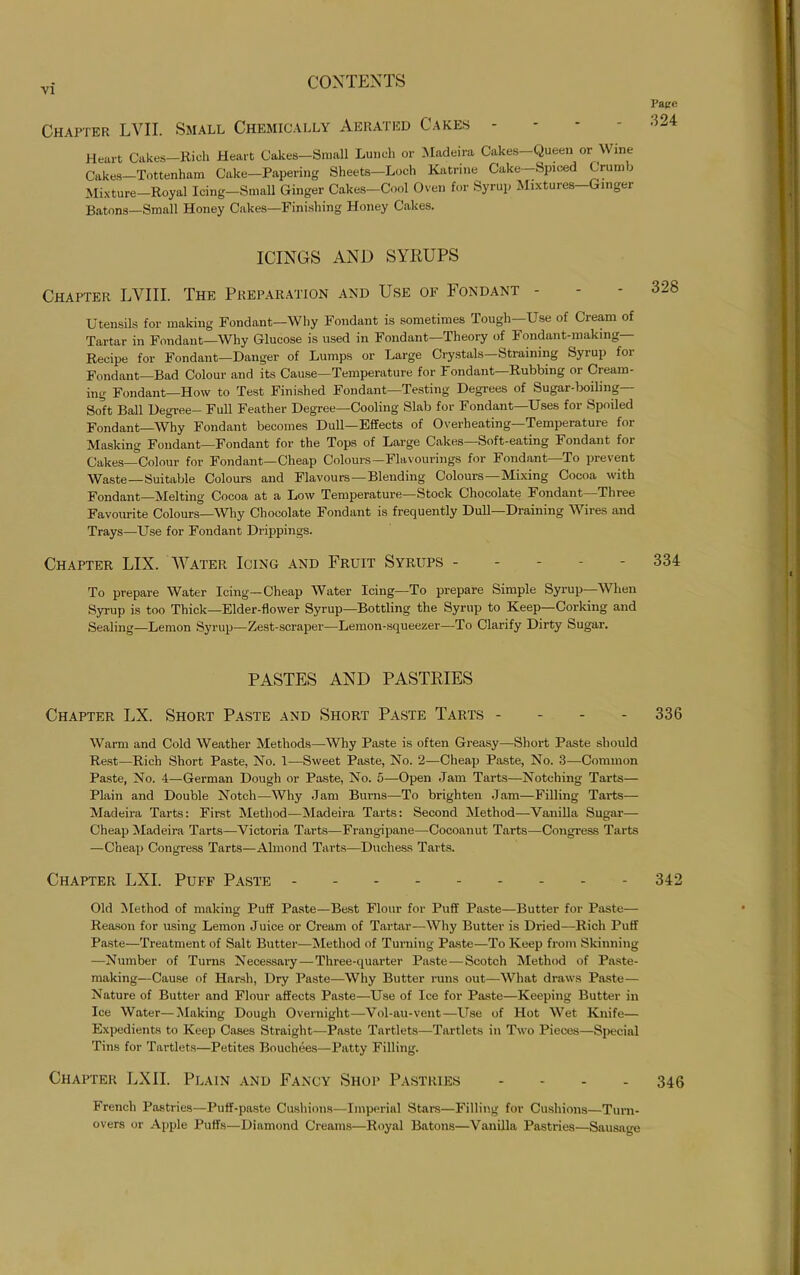 vi
CONTENTS
Page
Chapter LVII. Small Chemically Aerated Cakes - - - - 324
Heart Cakes—Rich Heart Cakes—Small Lunch or Madeira Cakes—Queen or Wine
Cakes—Tottenham Cake—Papering Sheets—Loch Katrine Cake—Spiced Crumb
Mixture—Royal Icing—Small Ginger Cakes—Cool Oven for Syrup Mixtures—Ginger
Batons—Small Honey Cakes—Finishing Honey Cakes.
ICINGS AND SYRUPS
Chapter LVIII. The Preparation and Use of Fondant - - - 328
Utensils for making Fondant—Why Fondant is sometimes Tough—Use of Cream of
Tartar in Fondant—Why Glucose is used in Fondant—Theory of Fondant-making—
Recipe for Fondant—Danger of Lumps or Large Crystals—Straining Syrup for
Fondant—Bad Colour and its Cause—Temperature for Fondant—Rubbing or Cream-
ing Fondant—How to Test Finished Fondant—Testing Degrees of Sugar-boiling—
Soft Ball Degree—Full Feather Degree—Cooling Slab for Fondant—Uses for Spoiled
Fondant—Why Fondant becomes Dull—Effects of Overheating—Temperature for
Masking Fondant—Fondant for the Tops of Large Cakes—Soft-eating Fondant for
Cakes—Colour for Fondant—Cheap Colours—Flavourings for Fondant—To prevent
Waste—Suitable Colours and Flavours—Blending Colours—Mixing Cocoa with
Fondant—Melting Cocoa at a Low Temperature—Stock Chocolate Fondant—Three
Favourite Colours—Why Chocolate Fondant is frequently Dull—Draining Wires and
Trays—Use for Fondant Drippings.
Chapter LIX. Water Icing and Fruit Syrups - - - - - 334
To prepare Water Icing—Cheap Water Icing—To prepare Simple Syrup—When
Syrup is too Thick—Elder-flower Syrup—Bottling the Syrup to Keep—Corking and
Sealing—Lemon Syrup—Zest-scraper—Lemon-squeezer—To Clarify Dirty Sugar.
PASTES AND PASTRIES
Chapter LX. Short Paste and Short Paste Tarts - - - - 336
Warm and Cold Weather Methods—Why Paste is often Greasy—Short Paste should
Rest—Rich Short Paste, No. 1—Sweet Paste, No. 2—Cheap Paste, No. 3—Common
Paste, No. 4—German Dough or Paste, No. 5—Open Jam Tarts—Notching Tarts—
Plain and Double Notch—Why Jam Burns—To brighten Jam—Filling Tarts—
Madeira Tarts: First Method—Madeira Tarts: Second Method—Vanilla Sugar—
Cheap Madeira Tarts—Victoria Tarts—Frangipane—Cocoanut Tarts—Congress Tarts
—Cheap Congress Tarts—Almond Tarts—Duchess Tarts.
Chapter LXI. Puff Paste - - - - - - - - - 342
Old Method of making Puff Paste—Best Flour for Puff Paste—Butter for Paste—
Reason for using Lemon Juice or Cream of Tartar—Why Butter is Dried—Rich Puff
Paste—Treatment of Salt Butter—Method of Turning Paste—To Keep from Skinning
—Number of Turns Necessary—Three-quarter Paste—Scotch Method of Paste-
making—Cause of Harsh, Dry Paste—Why Butter runs out—What draws Paste—
Nature of Butter and Flour affects Paste—Use of Ice for Paste—Keeping Butter in
Ice Water—Making Dough Overnight—Vol-au-vent—Use of Hot Wet Knife—
Expedients to Keep Cases Straight—Paste Tartlets—Tartlets in Two Pieces—Special
Tins for Tartlets—Petites Bouchées—Patty Filling.
Chapter LXII. Plain and Fancy Shop Pastries - - - - 346
French Pastries—Puff-paste Cushions—Imperial Stars—Filling for Cushions—Turn-
overs or Apple Puffs—Diamond Creams—Royal Batons—Vanilla Pastries—Sausage